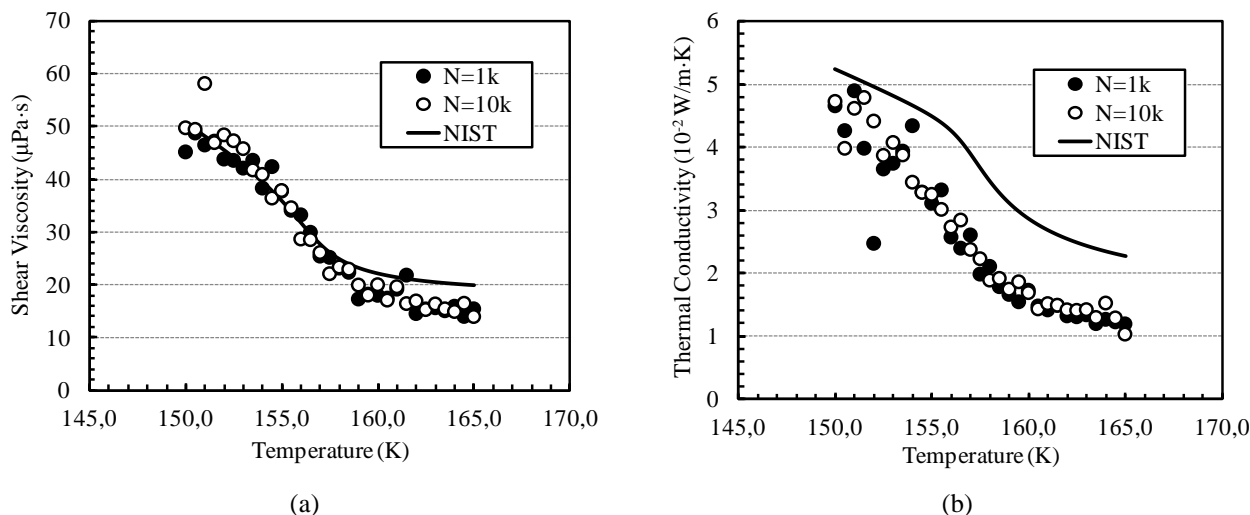 70
60
50
40
30
20
10
0
Shear Viscosity (μPa·s)
N=1k
N=10k
NIST
145,0 150,0 155,0 160,0 165,0 170,0
Temperature (K)
(a)
6
5
4
3
2
1
0
Thermal Conductivity (10⁻² W/m·K)
N=1k
N=10k
NIST
145,0 150,0 155,0 160,0 165,0 170,0
Temperature (K)
(b)